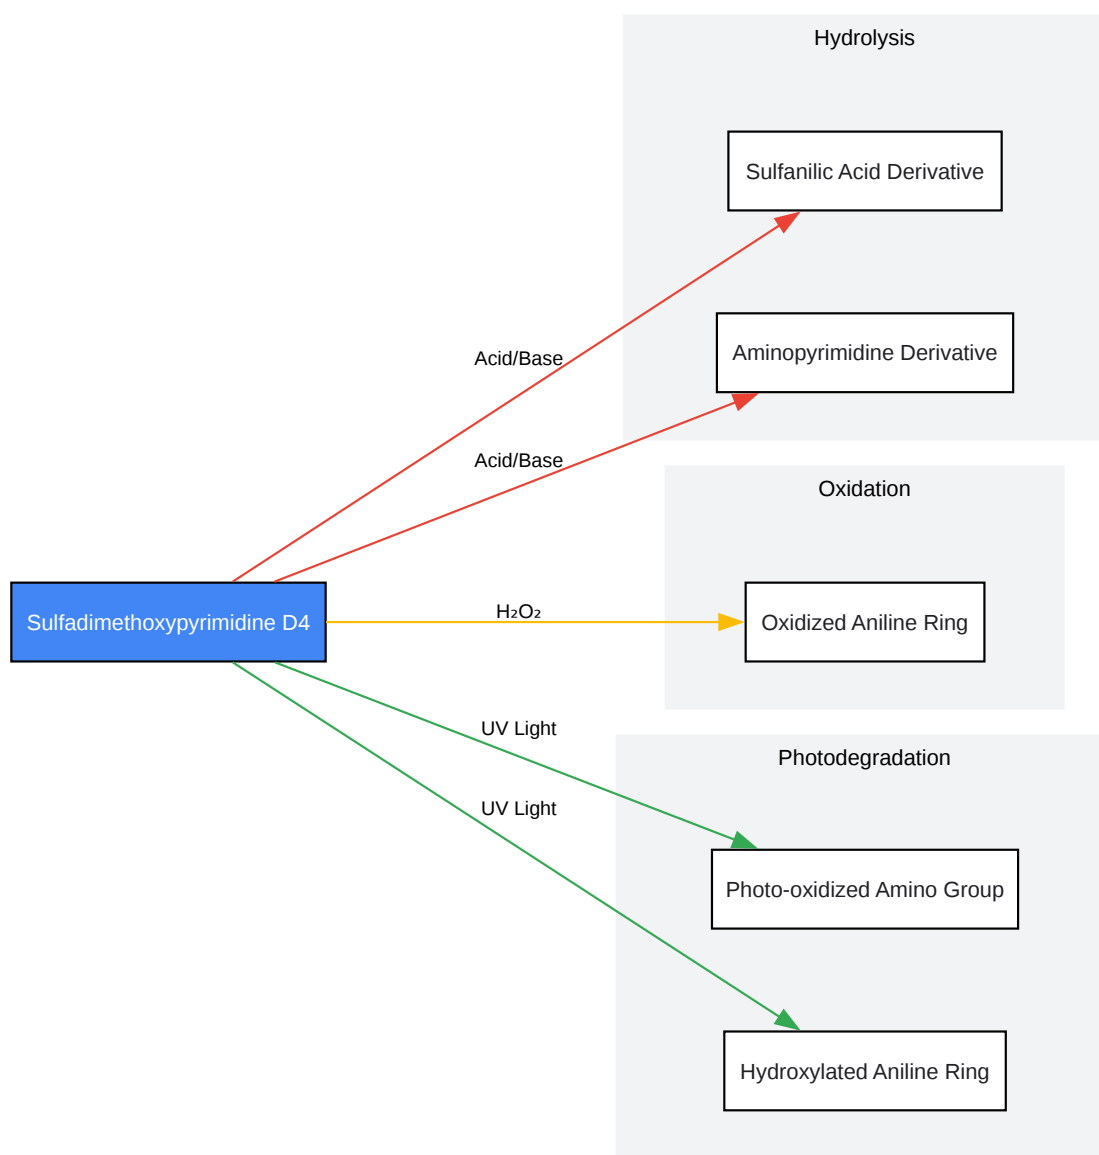 Hydrolysis
Sulfanilic Acid Derivative
Aminopyrimidine Derivative
Acid/Base
Acid/Base
Oxidation
Sulfadimethoxypyrimidine D4
H₂O₂
Oxidized Aniline Ring
UV Light
UV Light
Photodegradation
Photo-oxidized Amino Group
Hydroxylated Aniline Ring